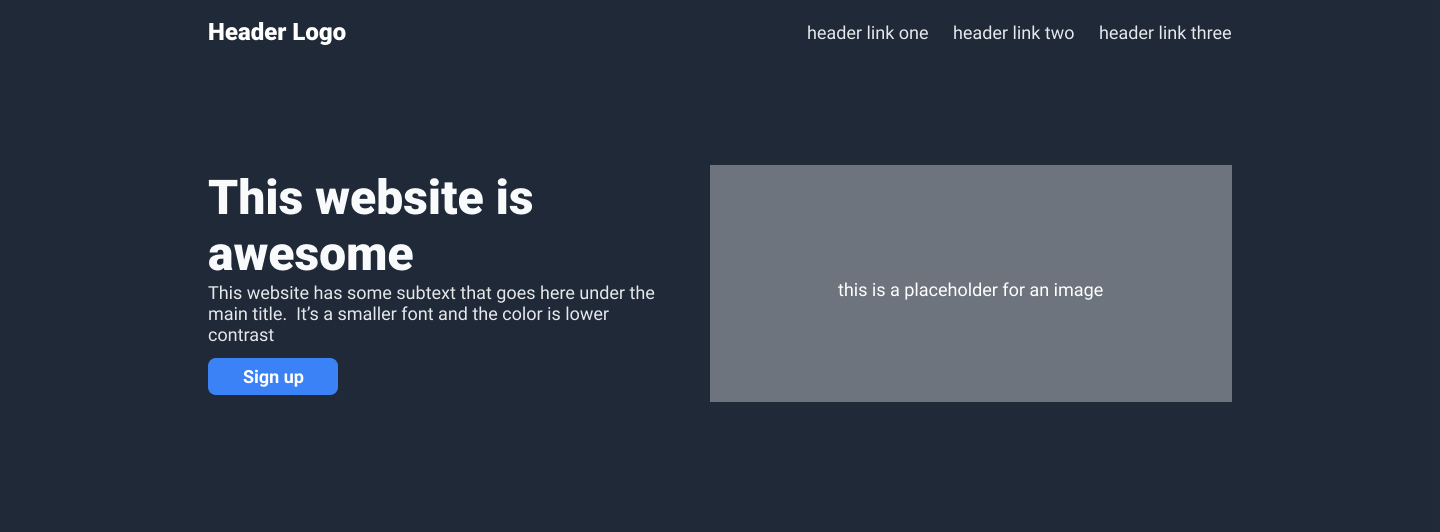 Header Logo
header link one header link two header link three
This website is
awesome
This website has some subtext that goes here under the
main title.  It’s a smaller font and the color is lower
contrast
Sign up
this is a placeholder for an image